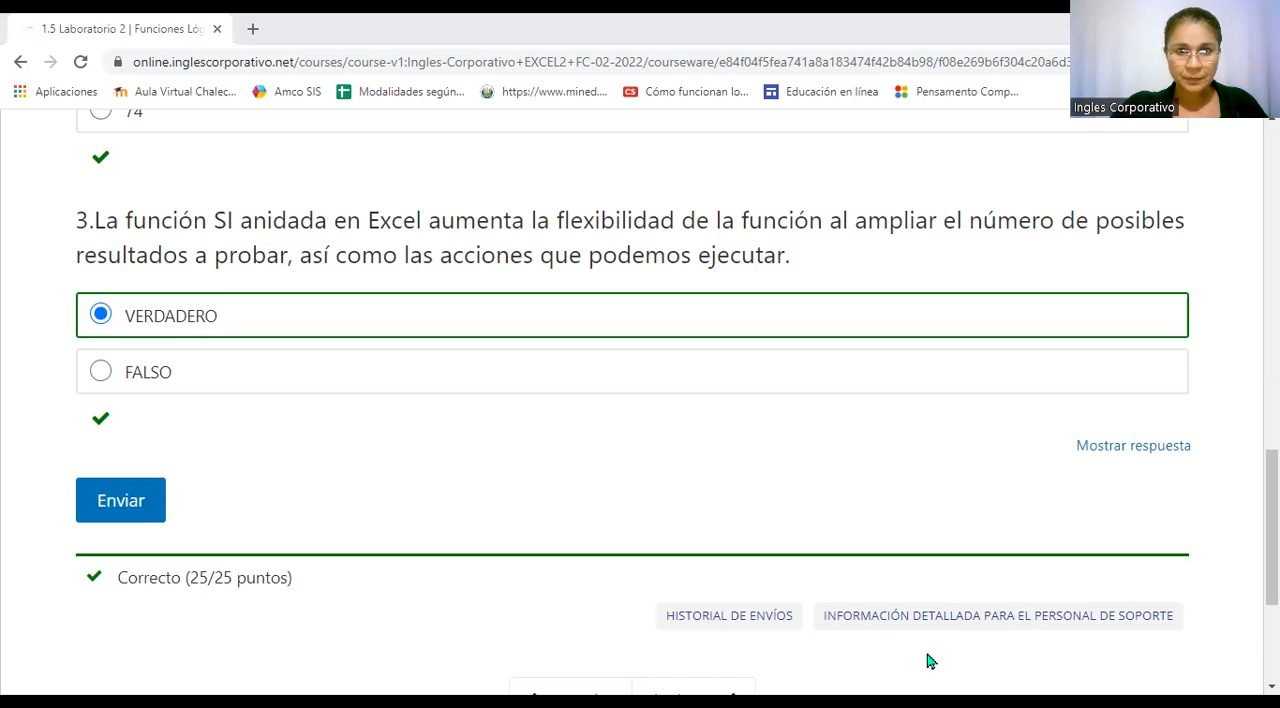 1.5 Laboratorio 2 | Funciones Lóg
online.inglescorporativo.net/courses/course-v1:Ingles-Corporativo+EXCEL2+FC-02-2022/courseware/e84f04f5fea741a8a183474f42b84b98/f08e269b6f304c20a6d3
Aplicaciones Aula Virtual Chalec... Amco SIS Modalidades según... https://www.mined... CS Cómo funcionan lo... Educación en línea Pensamiento Comp...
Ingles Corporativo
74
3.La función SI anidada en Excel aumenta la flexibilidad de la función al ampliar el número de posibles
resultados a probar, así como las acciones que podemos ejecutar.
VERDADERO
FALSO
Mostrar respuesta
Enviar
Correcto (25/25 puntos)
HISTORIAL DE ENVÍOS INFORMACIÓN DETALLADA PARA EL PERSONAL DE SOPORTE